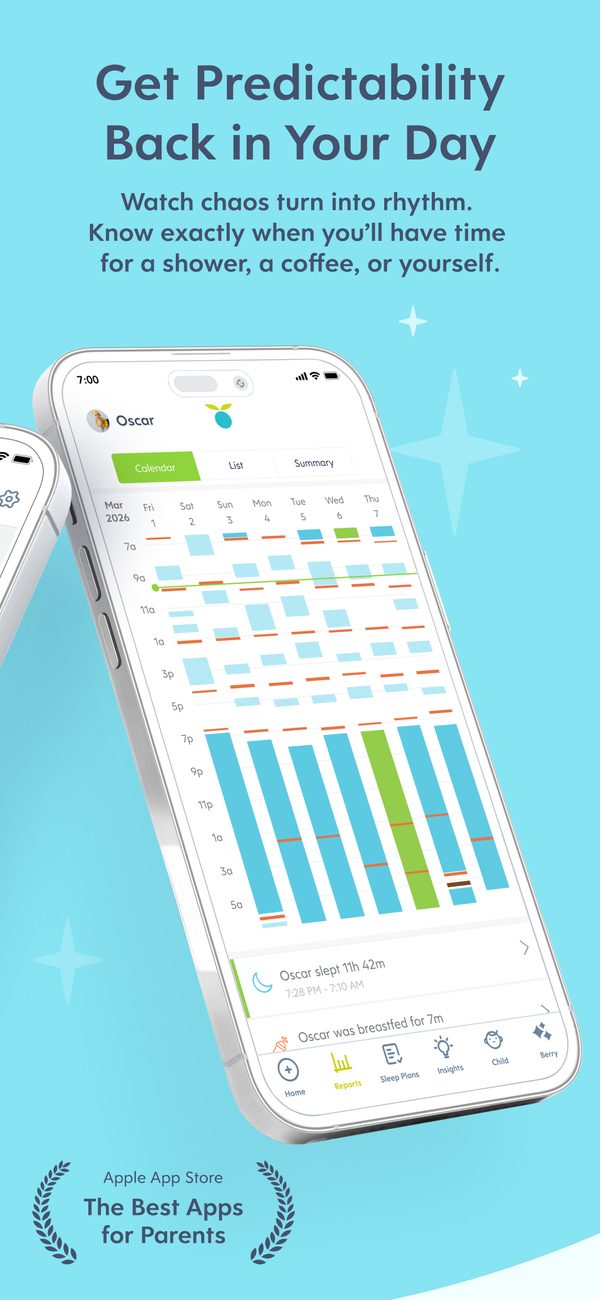 Get Predictability
Back in Your Day
Watch chaos turn into rhythm.
Know exactly when you'll have time
for a shower, a coffee, or yourself.
7:00
Oscar
Calendar
List
Summary
Mar
2026
Fri
1
Sat
2
Sun
3
Mon
4
Tue
5
Wed
6
Thu
7
7a
9a
11a
1a
3p
5p
7p
9p
11p
1a
3a
5a
Oscar slept 11h 42m
7:28 PM - 7:10 AM
Oscar was breastfed for 7m
Home
Reports
Sleep Plans
Insights
Child
Berry
Apple App Store
The Best Apps
for Parents